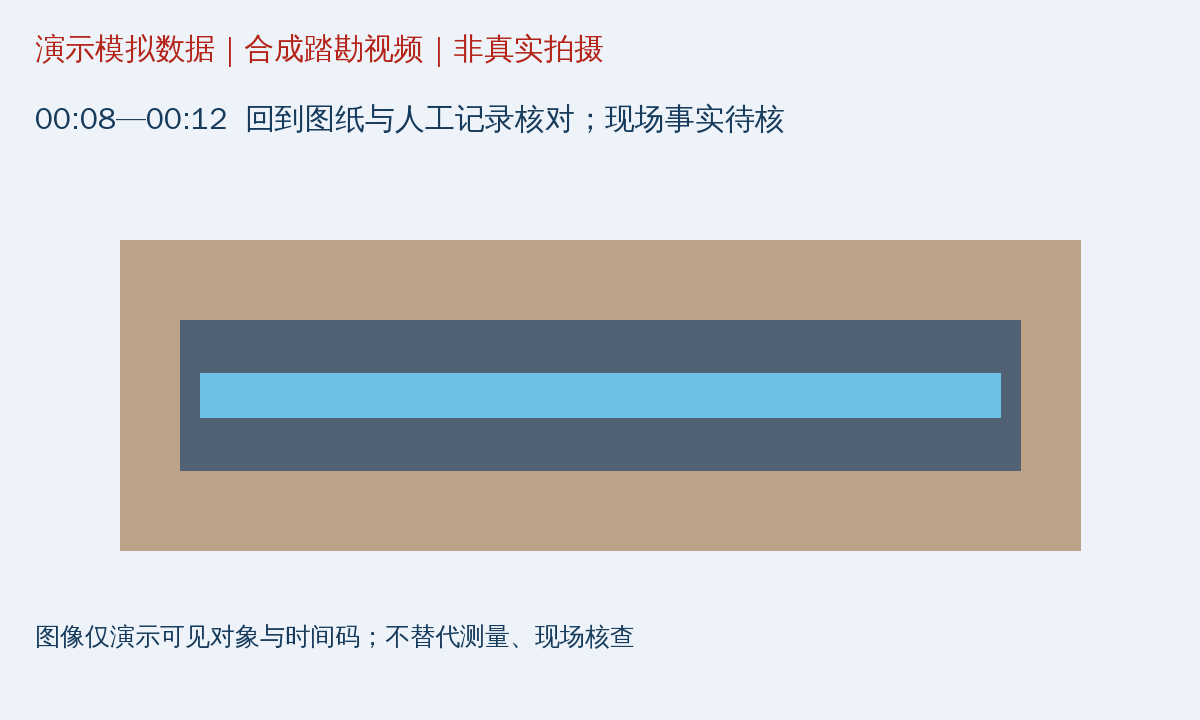 演示模拟数据｜合成踏勘视频｜非真实拍摄
00:08—00:12 回到图纸与人工记录核对；现场事实待核
图像仅演示可见对象与时间码；不替代测量、现场核查